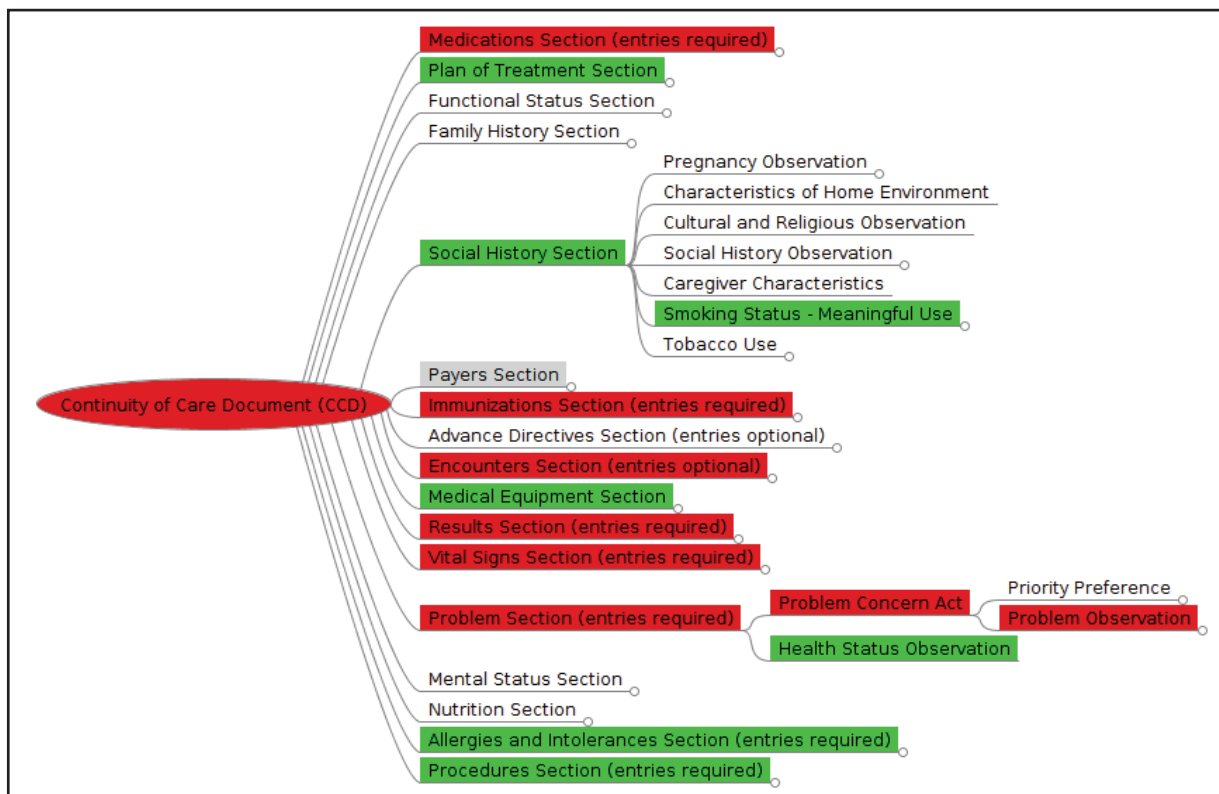 Medications Section (entries required)
Plan of Treatment Section
Functional Status Section
Family History Section
Pregnancy Observation
Characteristics of Home Environment
Cultural and Religious Observation
Social History Section
Social History Observation
Caregiver Characteristics
Smoking Status - Meaningful Use
Tobacco Use
Payers Section
Continuity of Care Document (CCD)
Immunizations Section (entries required)
Advance Directives Section (entries optional)
Encounters Section (entries optional)
Medical Equipment Section
Results Section (entries required)
Vital Signs Section (entries required)
Problem Section (entries required)
Problem Concern Act
Priority Preference
Problem Observation
Health Status Observation
Mental Status Section
Nutrition Section
Allergies and Intolerances Section (entries required)
Procedures Section (entries required)